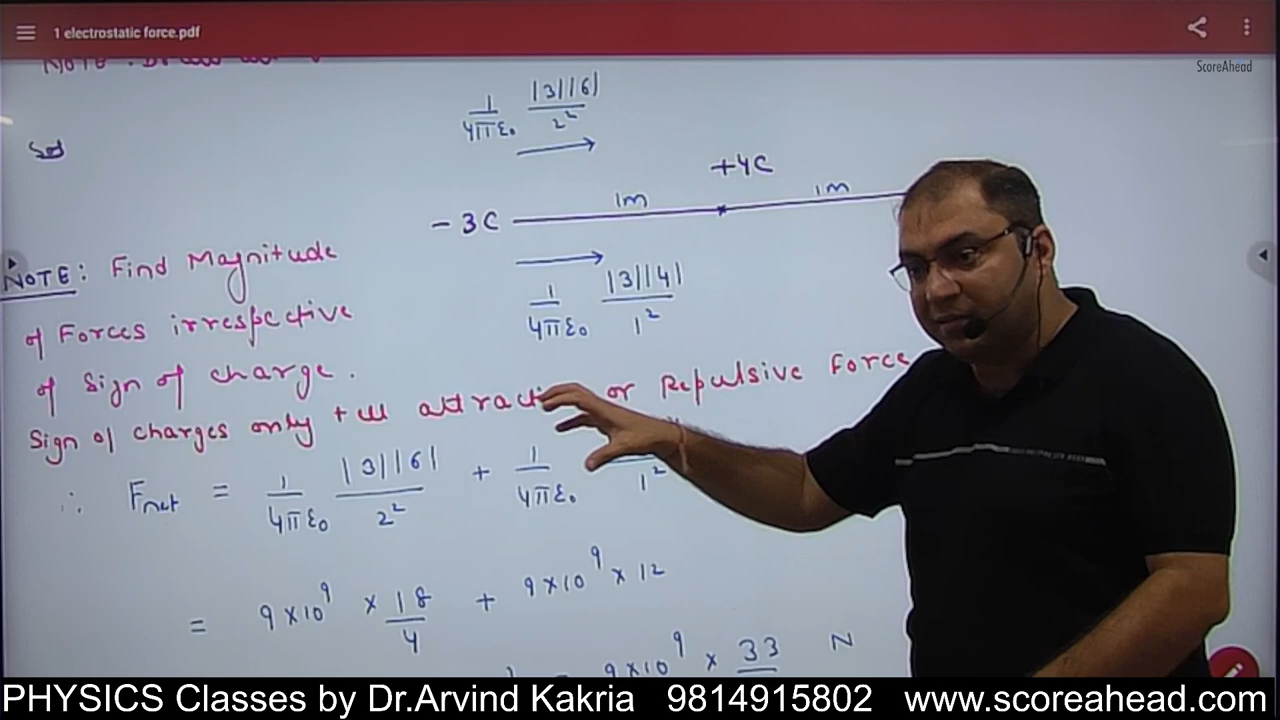 1 electrostatic force.pdf
ScoreAhead
1/4πε₀ |3||6|/2²
Sol
+4C
- 3C 1m 1m
NOTE: Find Magnitude
of Forces irrespective
of sign of charge.
1/4πε₀ |3||4|/1²
Sign of charges only tell attractive or Repulsive Force
∴ Fnet = 1/4πε₀ |3||6|/2² + 1/4πε₀ 1²
= 9×10⁹ × 18/4 + 9×10⁹ × 12
= 9×10⁹ × 33 N
PHYSICS Classes by Dr.Arvind Kakria 9814915802 www.scoreahead.com